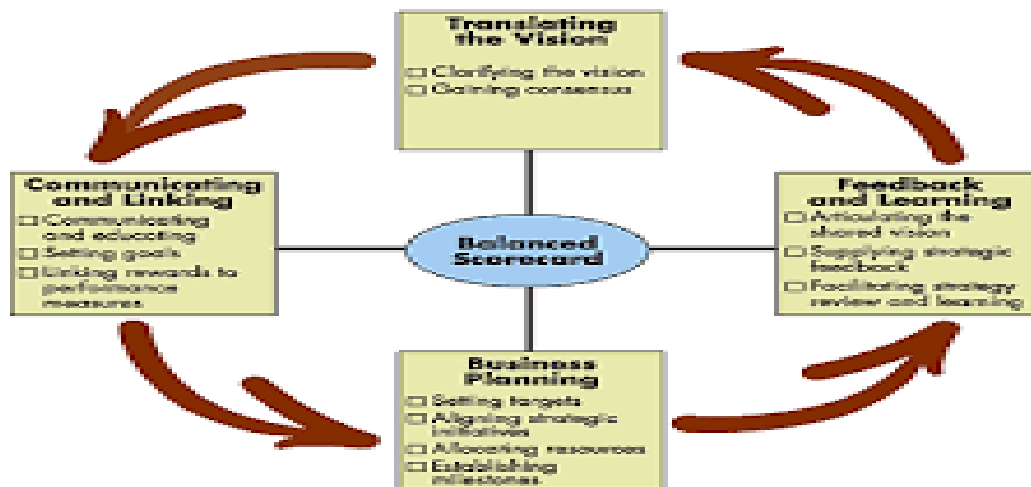 Translating
the Vision
□ Clarifying the vision
□ Gaining consensus
Communicating
and Linking
□ Communicating
and educating
□ Setting goals
□ Linking rewards to
performance
measures
Balanced
Scorecard
Feedback
and Learning
□ Articulating the
shared vision
□ Supplying strategic
feedback
□ Facilitating strategy
review and learning
Business
Planning
□ Setting targets
□ Aligning strategic
initiatives
□ Allocating resources
□ Establishing
milestones